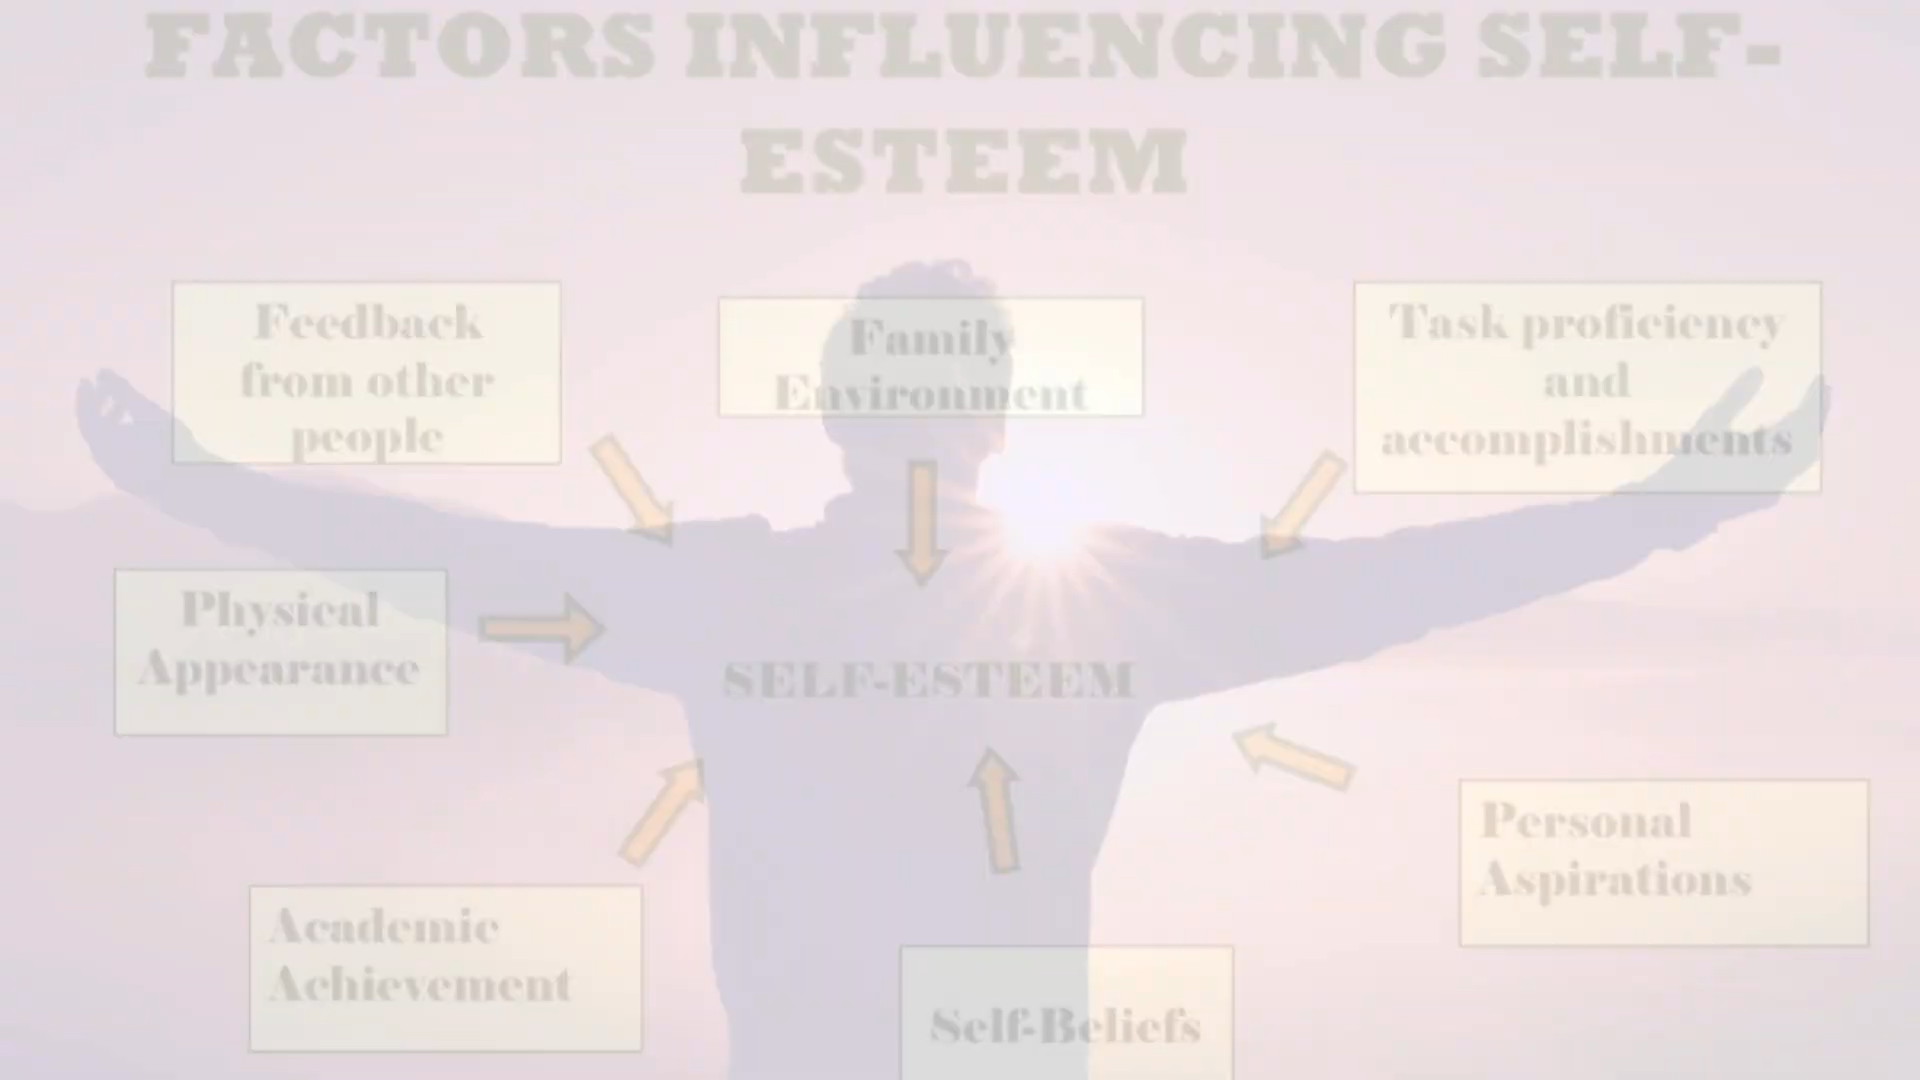 FACTORS INFLUENCING SELF-
ESTEEM
Feedback
from other
people
Family
Environment
Task proficiency
and
accomplishments
Physical
Appearance
SELF-ESTEEM
Personal
Aspirations
Academic
Achievement
Self-Beliefs